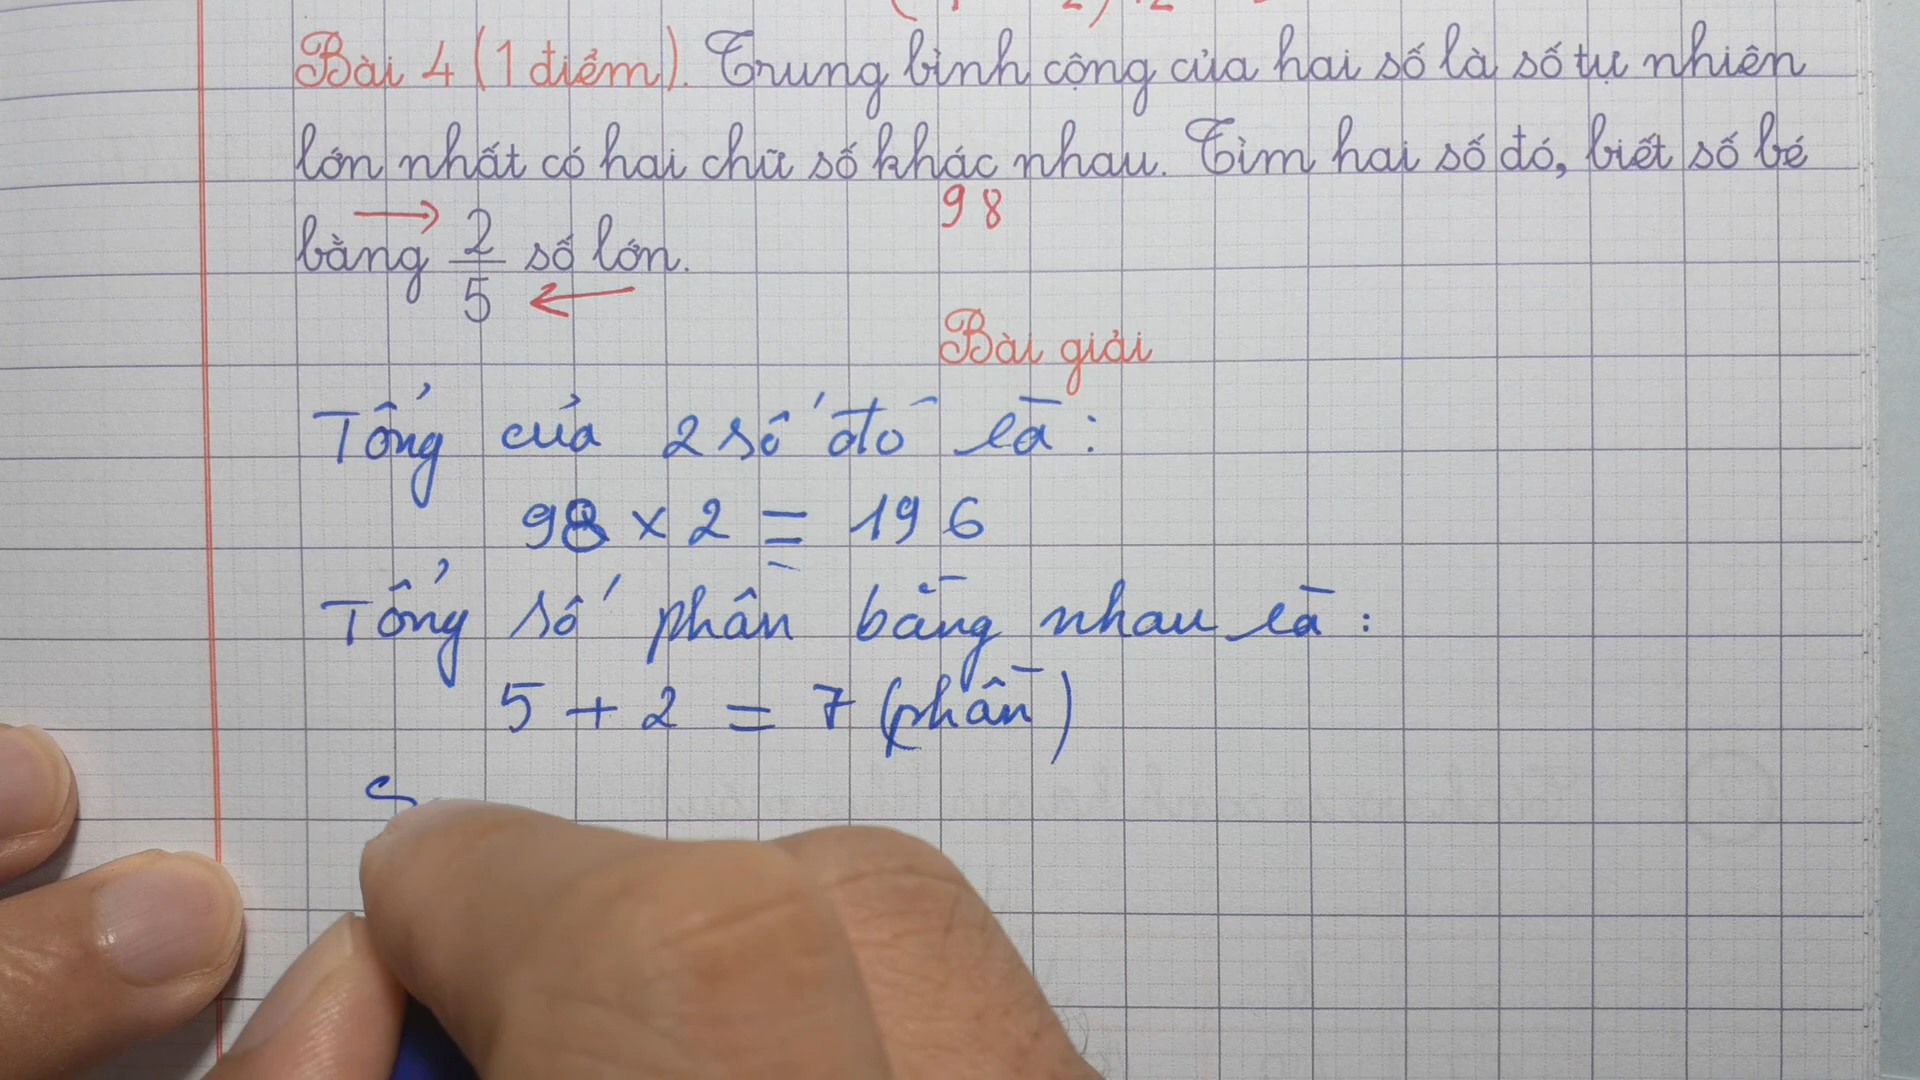 Bài 4 (1 điểm). Trung bình cộng của hai số là số tự nhiên
lớn nhất có hai chữ số khác nhau. Tìm hai số đó, biết số bé
98
bằng 2/5 số lớn.
Bài giải
Tổng của 2 số đó là:
98 × 2 = 196
Tổng số phần bằng nhau là:
5 + 2 = 7 (phần)
S